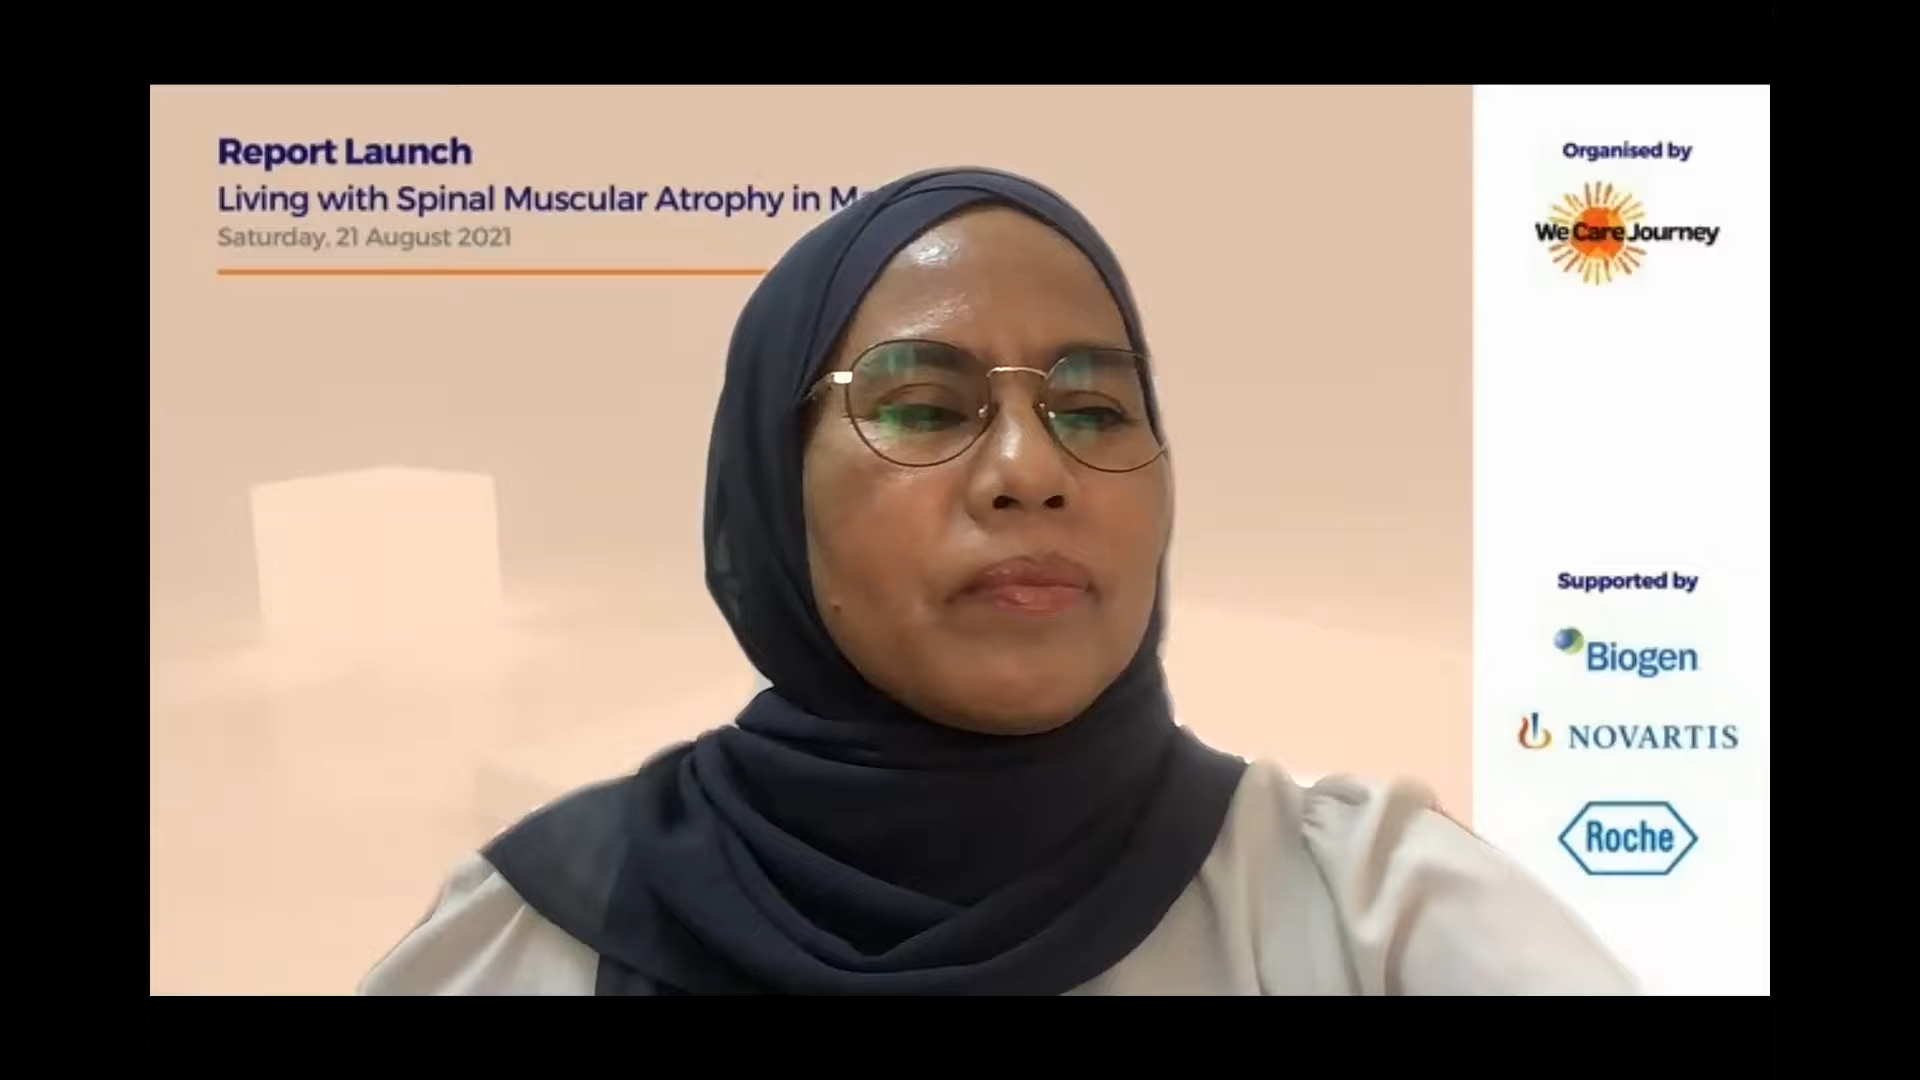 Report Launch
Living with Spinal Muscular Atrophy in
Saturday, 21 August 2021
Organised by
We Care Journey
Supported by
Biogen
NOVARTIS
Roche